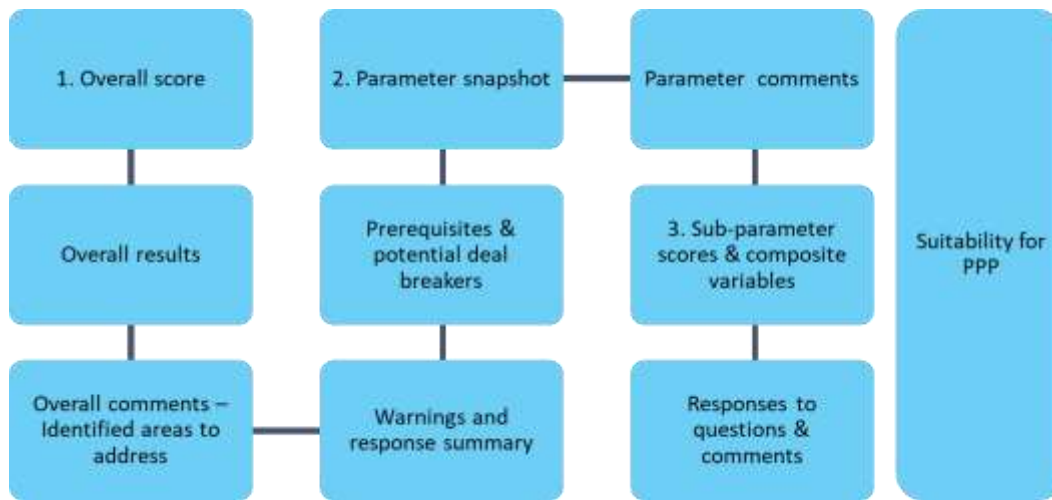 1. Overall score
Overall results
Overall comments –
Identified areas to
address
Warnings and
response summary
Prerequisites &
potential deal
breakers
2. Parameter snapshot
Parameter comments
3. Sub-parameter
scores & composite
variables
Responses to
questions &
comments
Suitability for
PPP